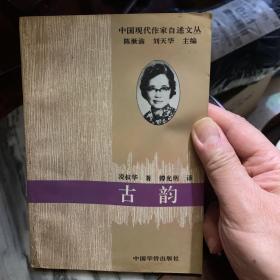 中国现代作家自述文丛
陈漱渝 刘天华 主编
凌叔华 著 傅光明 译
古韵
中国华侨出版社